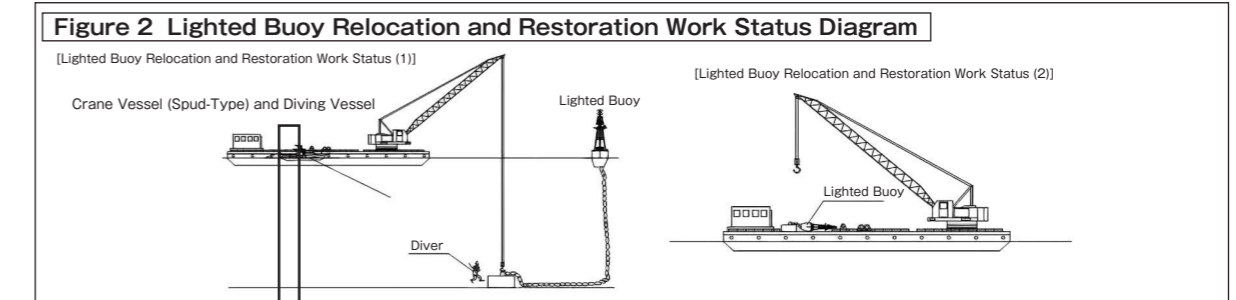 Figure 2 Lighted Buoy Relocation and Restoration Work Status Diagram
[Lighted Buoy Relocation and Restoration Work Status (1)]
Crane Vessel (Spud-Type) and Diving Vessel
Lighted Buoy
Diver
[Lighted Buoy Relocation and Restoration Work Status (2)]
Lighted Buoy